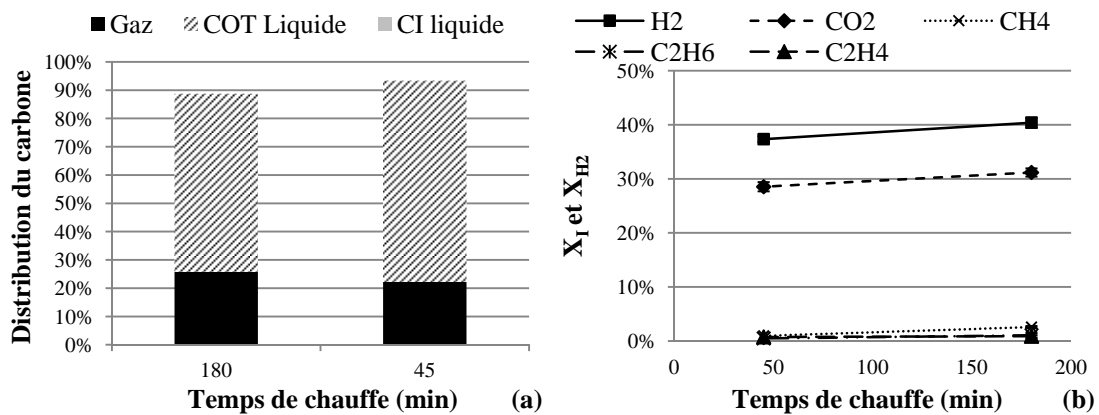 Gaz COT Liquide CI liquide
100%
90%
80%
70%
60%
50%
40%
30%
20%
10%
0%
Distribution du carbone
180 45
Temps de chauffe (min) (a)
H2 CO2 CH4
C2H6 C2H4
50%
40%
30%
20%
10%
0%
X_I et X_H2
0 50 100 150 200
Temps de chauffe (min) (b)